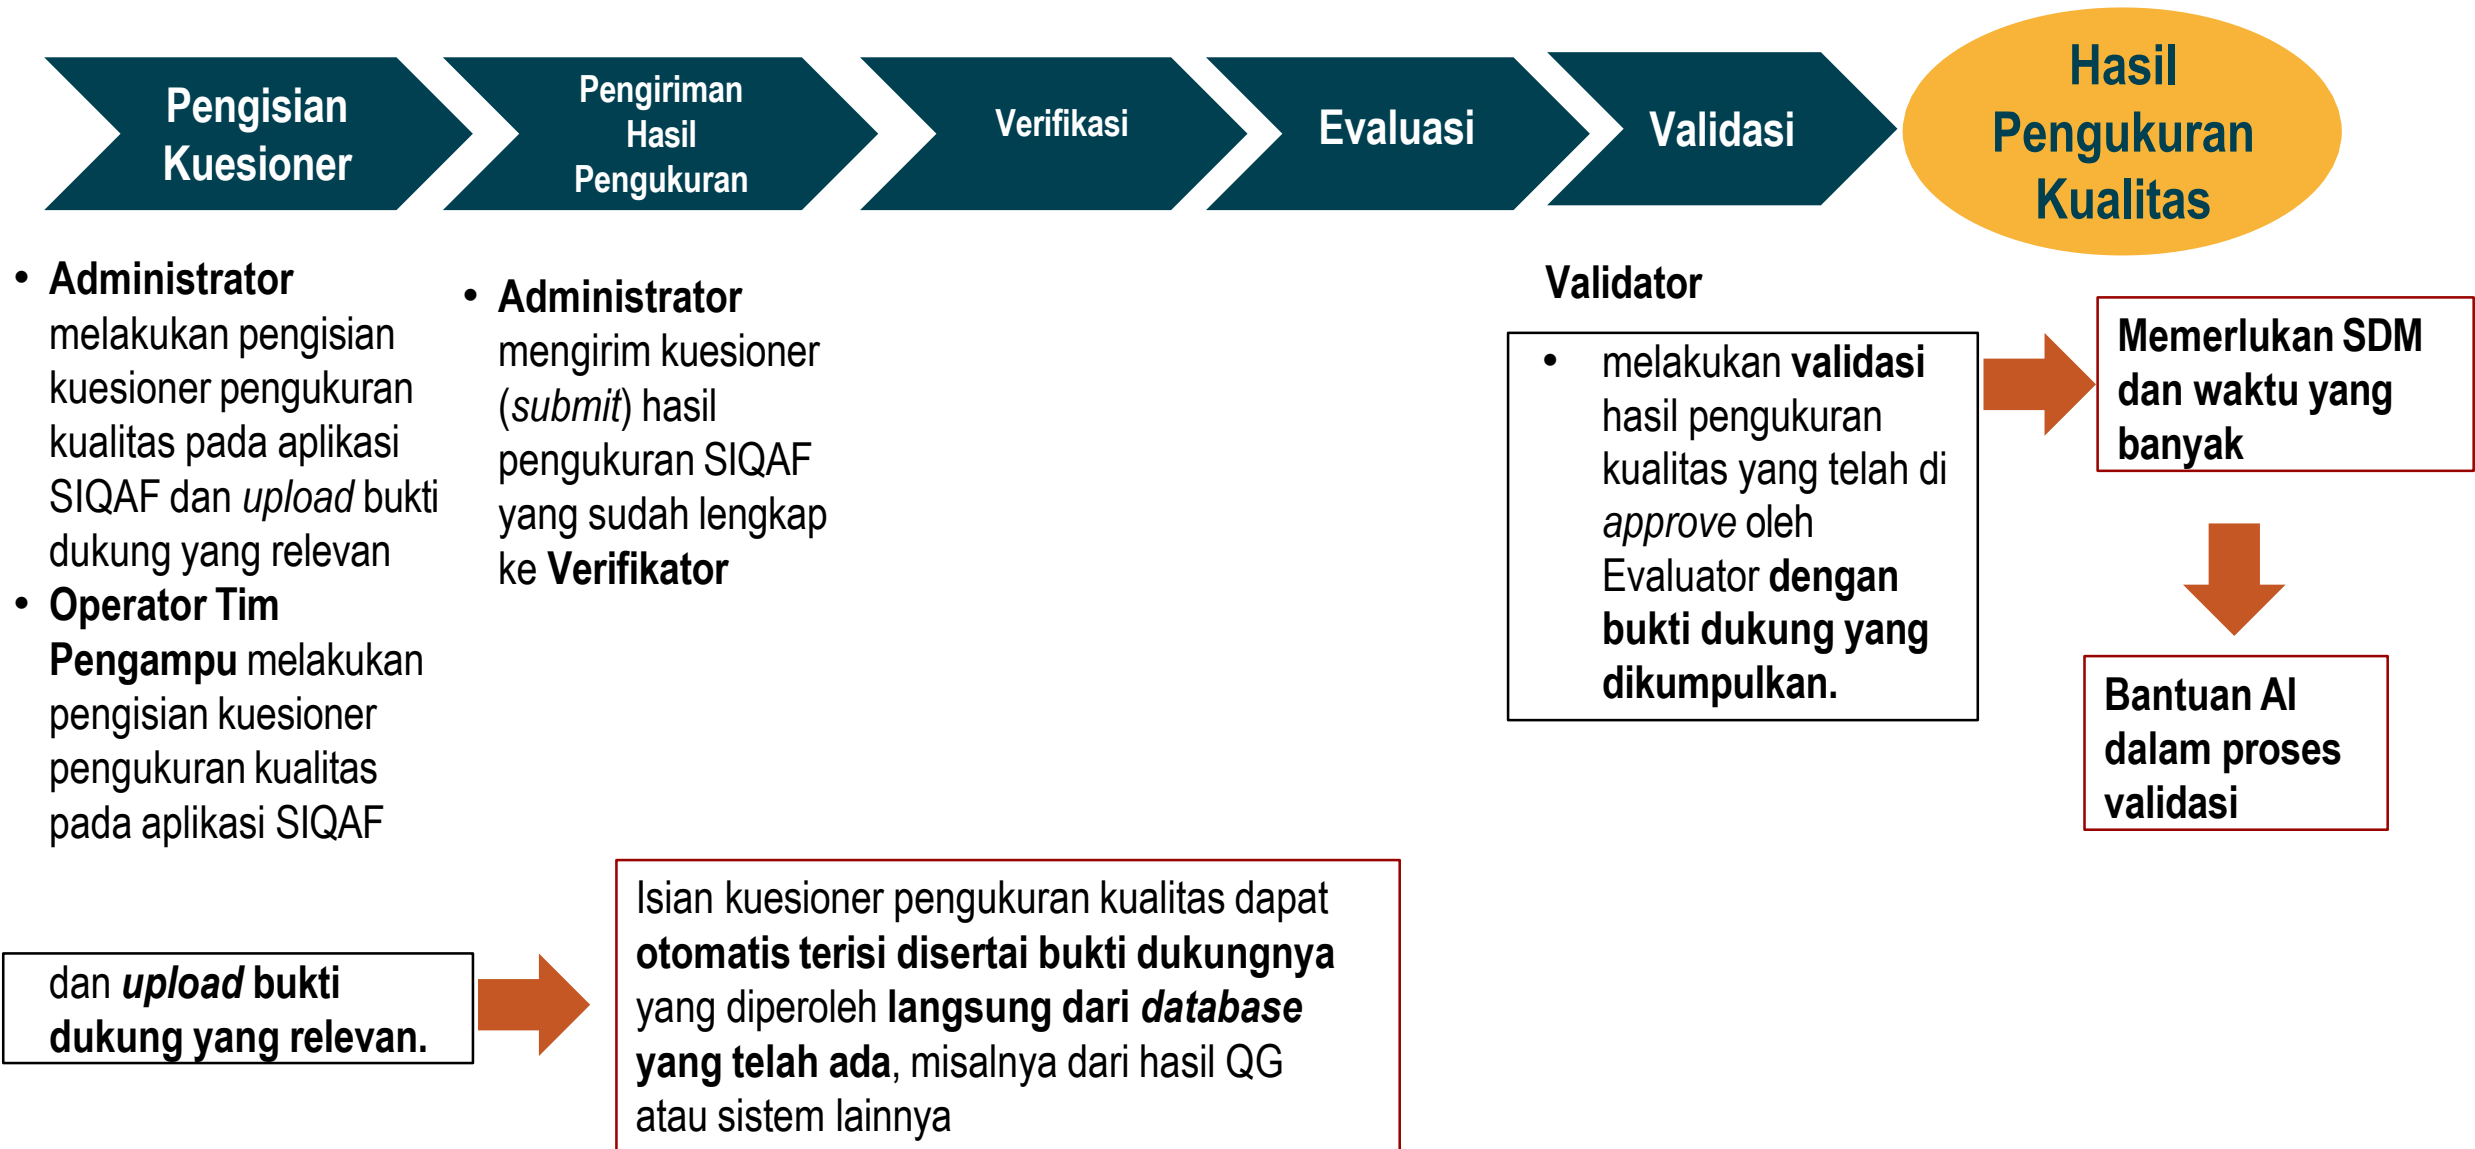 Pengisian
Kuesioner
Pengiriman
Hasil
Pengukuran
Verifikasi
Evaluasi
Validasi
Hasil
Pengukuran
Kualitas
• Administrator
melakukan pengisian
kuesioner pengukuran
kualitas pada aplikasi
SIQAF dan upload bukti
dukung yang relevan
• Operator Tim
Pengampu melakukan
pengisian kuesioner
pengukuran kualitas
pada aplikasi SIQAF
dan upload bukti
dukung yang relevan.
• Administrator
mengirim kuesioner
(submit) hasil
pengukuran SIQAF
yang sudah lengkap
ke Verifikator
Isian kuesioner pengukuran kualitas dapat
otomatis terisi disertai bukti dukungnya
yang diperoleh langsung dari database
yang telah ada, misalnya dari hasil QG
atau sistem lainnya
Validator
• melakukan validasi
hasil pengukuran
kualitas yang telah di
approve oleh
Evaluator dengan
bukti dukung yang
dikumpulkan.
Memerlukan SDM
dan waktu yang
banyak
Bantuan AI
dalam proses
validasi